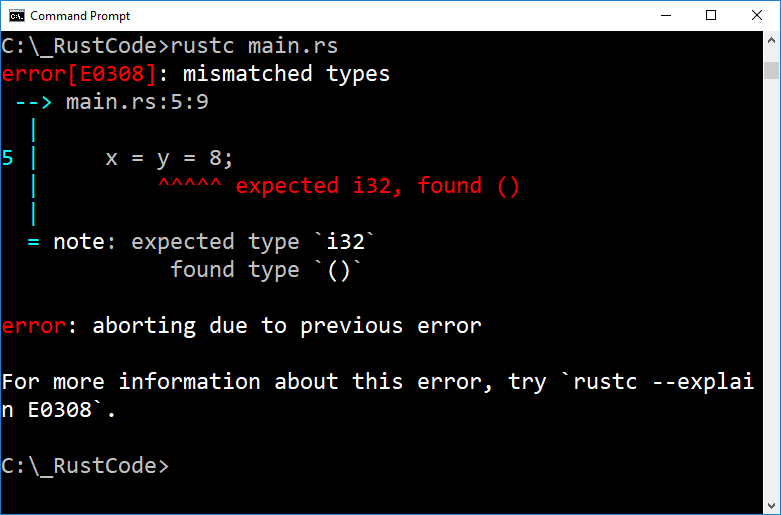 Command Prompt
C:\_RustCode>rustc main.rs
error[E0308]: mismatched types
 --> main.rs:5:9
  |
5 |     x = y = 8;
  |         ^^^^^ expected i32, found ()
  |
  = note: expected type `i32`
             found type `()`
error: aborting due to previous error
For more information about this error, try `rustc --explai
n E0308`.
C:\_RustCode>